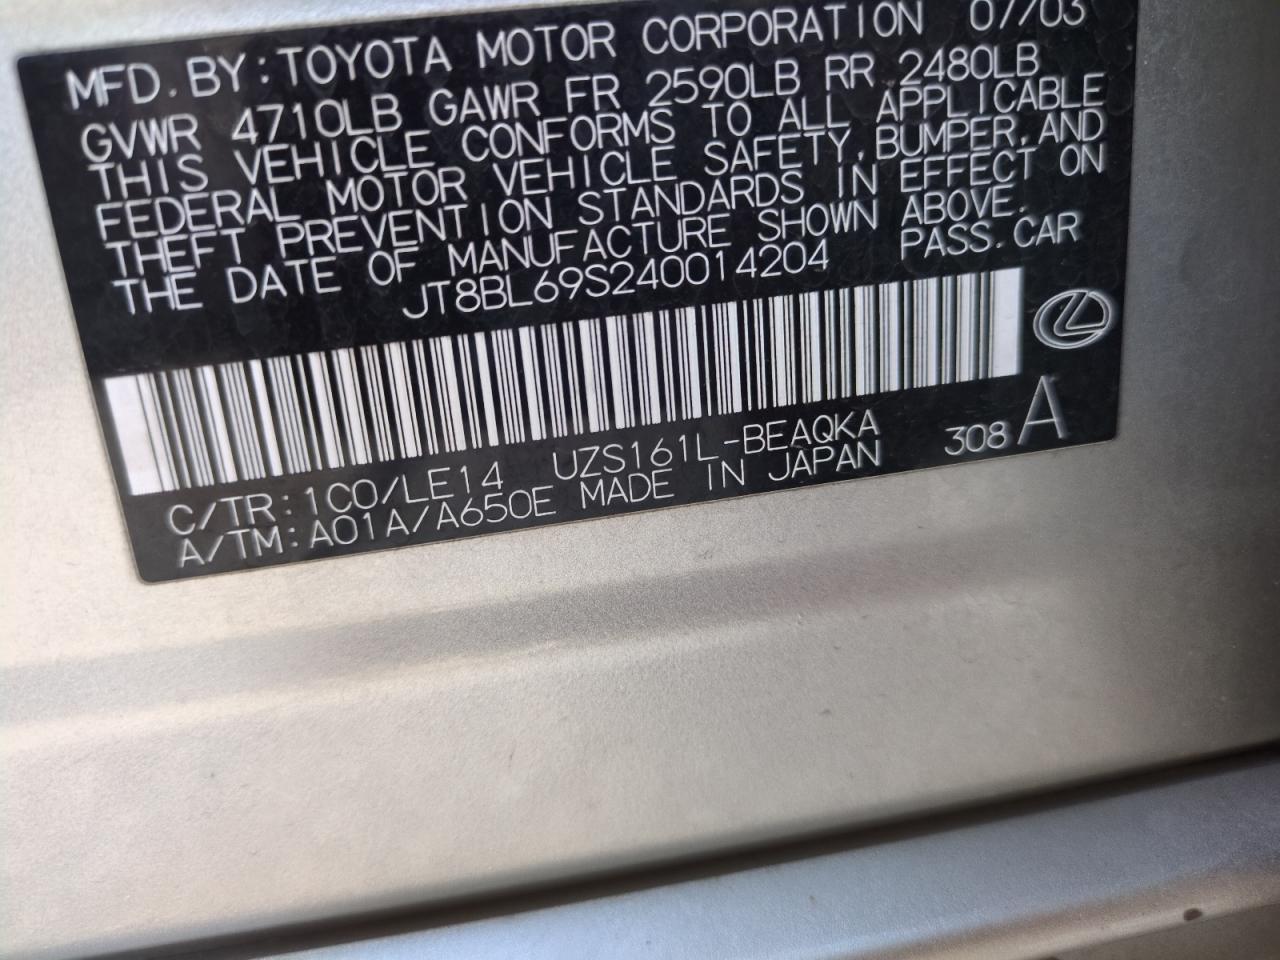 MFD. BY: TOYOTA MOTOR CORPORATION 07/03
GVWR 4710LB GAWR FR 2590LB RR 2480LB
THIS VEHICLE CONFORMS TO ALL APPLICABLE
FEDERAL MOTOR VEHICLE SAFETY, BUMPER, AND
THEFT PREVENTION STANDARDS IN EFFECT ON
THE DATE OF MANUFACTURE SHOWN ABOVE.
JT8BL69S240014204 PASS. CAR
C/TR: 1C0/LE14 UZS161L-BEAQKA 308 A
A/TM: A01A/A650E MADE IN JAPAN